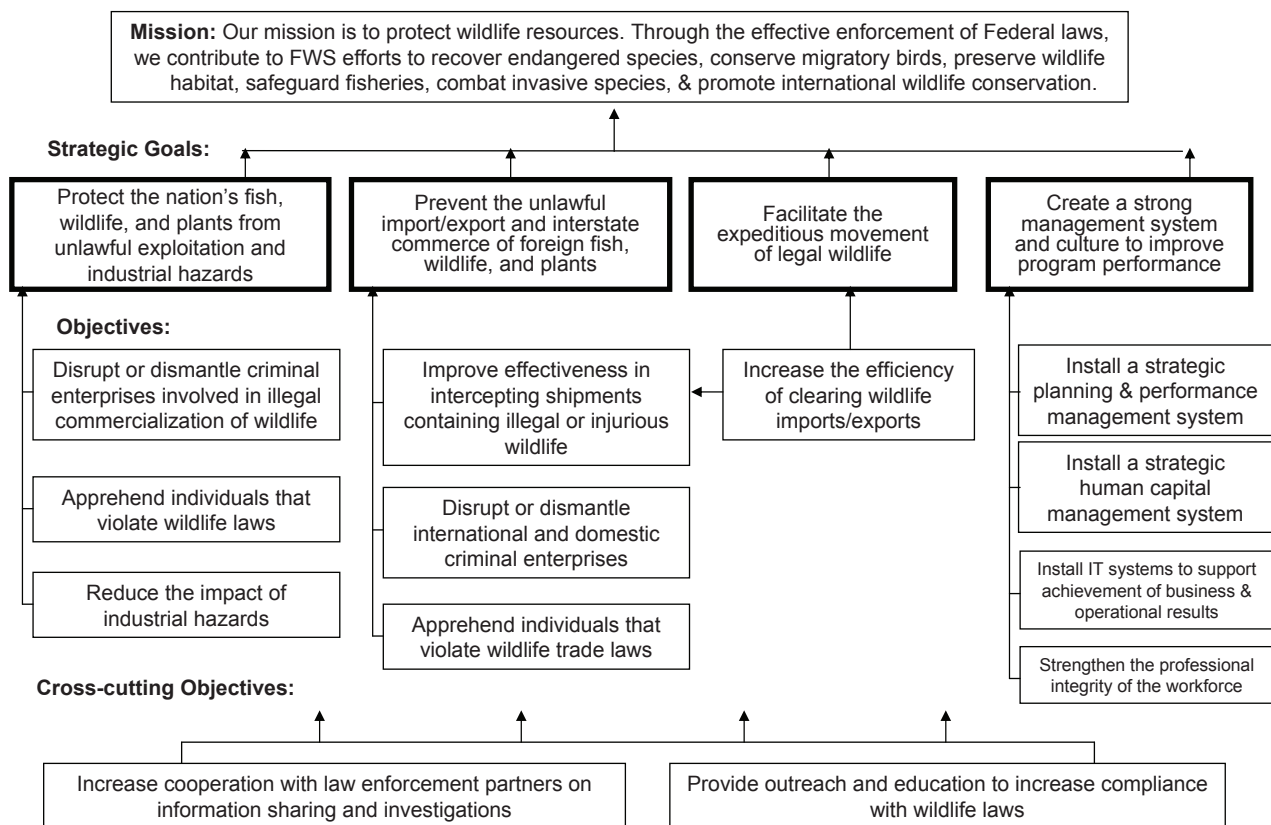 Mission: Our mission is to protect wildlife resources. Through the effective enforcement of Federal laws,
we contribute to FWS efforts to recover endangered species, conserve migratory birds, preserve wildlife
habitat, safeguard fisheries, combat invasive species, & promote international wildlife conservation.
Strategic Goals:
Protect the nation’s fish,
wildlife, and plants from
unlawful exploitation and
industrial hazards
Prevent the unlawful
import/export and interstate
commerce of foreign fish,
wildlife, and plants
Facilitate the
expeditious movement
of legal wildlife
Create a strong
management system
and culture to improve
program performance
Objectives:
Disrupt or dismantle criminal
enterprises involved in illegal
commercialization of wildlife
Apprehend individuals that
violate wildlife laws
Reduce the impact of
industrial hazards
Improve effectiveness in
intercepting shipments
containing illegal or injurious
wildlife
Disrupt or dismantle
international and domestic
criminal enterprises
Apprehend individuals that
violate wildlife trade laws
Increase the efficiency
of clearing wildlife
imports/exports
Install a strategic
planning & performance
management system
Install a strategic
human capital
management system
Install IT systems to support
achievement of business &
operational results
Strengthen the professional
integrity of the workforce
Cross-cutting Objectives:
Increase cooperation with law enforcement partners on
information sharing and investigations
Provide outreach and education to increase compliance
with wildlife laws